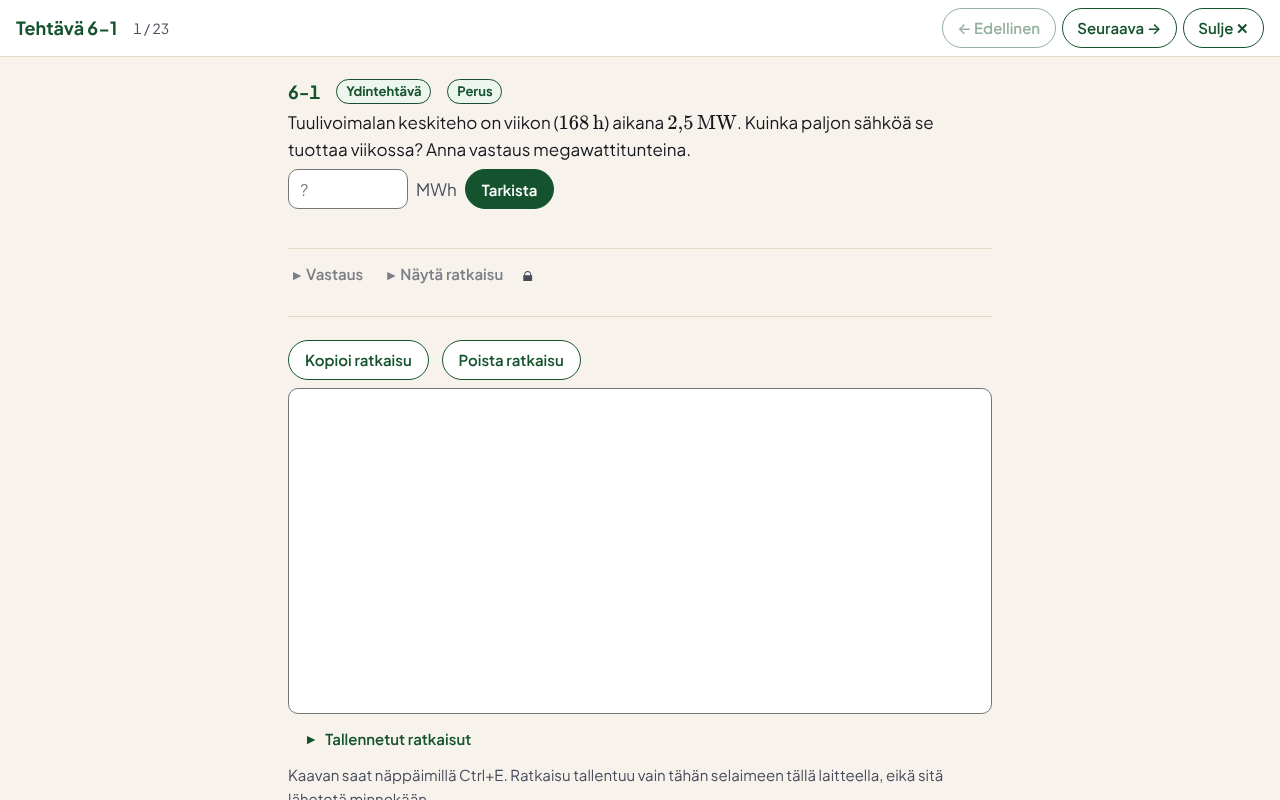 Tehtävä 6–1 1 / 23 ← Edellinen Seuraava → Sulje ✕
6–1 Ydintehtävä Perus
Tuulivoimalan keskiteho on viikon (168 h) aikana 2,5 MW. Kuinka paljon sähköä se
tuottaa viikossa? Anna vastaus megawattitunteina.
? MWh Tarkista
▸ Vastaus ▸ Näytä ratkaisu
Kopioi ratkaisu Poista ratkaisu
▸ Tallennetut ratkaisut
Kaavan saat näppäimillä Ctrl+E. Ratkaisu tallentuu vain tähän selaimeen tällä laitteella, eikä sitä
lähetetä minnekään.